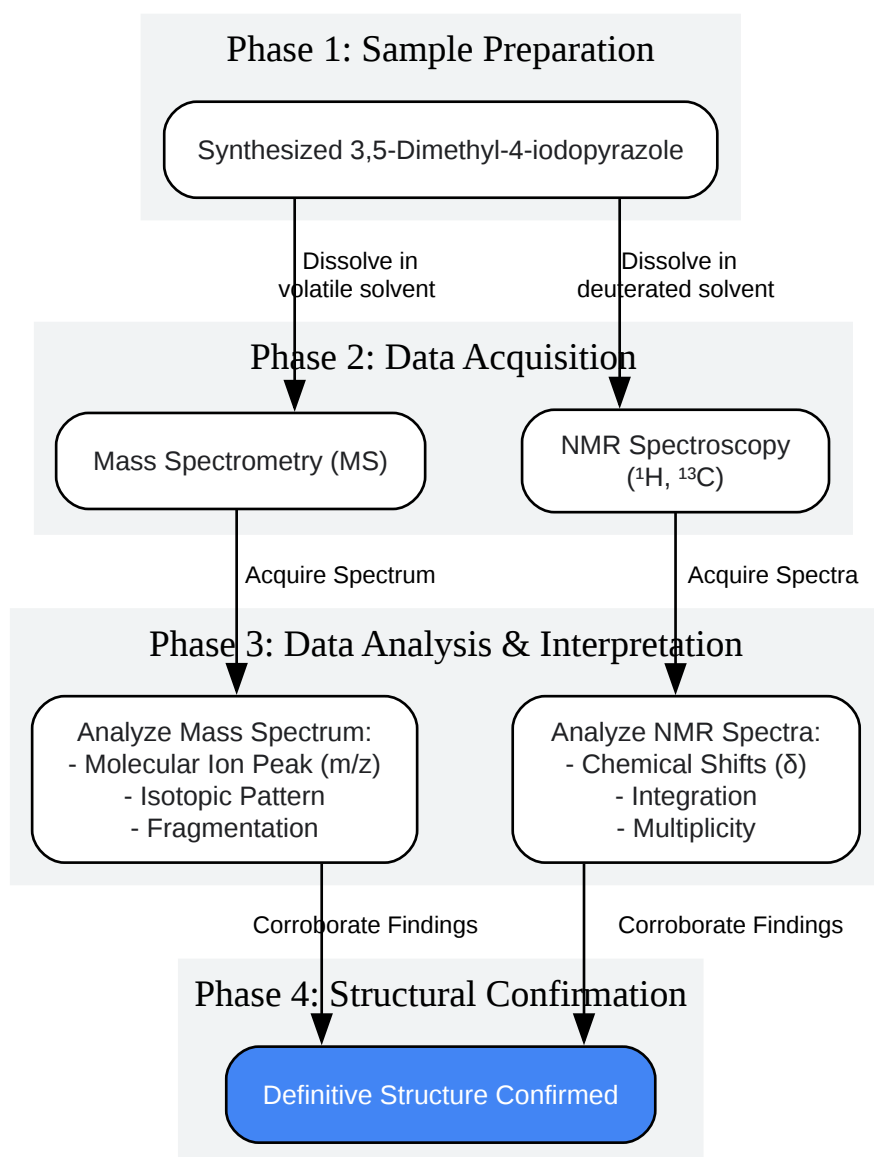 Phase 1: Sample Preparation
Synthesized 3,5-Dimethyl-4-iodopyrazole
Dissolve in
volatile solvent
Dissolve in
deuterated solvent
Phase 2: Data Acquisition
Mass Spectrometry (MS)
NMR Spectroscopy
(¹H, ¹³C)
Acquire Spectrum
Acquire Spectra
Phase 3: Data Analysis & Interpretation
Analyze Mass Spectrum:
- Molecular Ion Peak (m/z)
- Isotopic Pattern
- Fragmentation
Analyze NMR Spectra:
- Chemical Shifts (δ)
- Integration
- Multiplicity
Corroborate Findings
Corroborate Findings
Phase 4: Structural Confirmation
Definitive Structure Confirmed